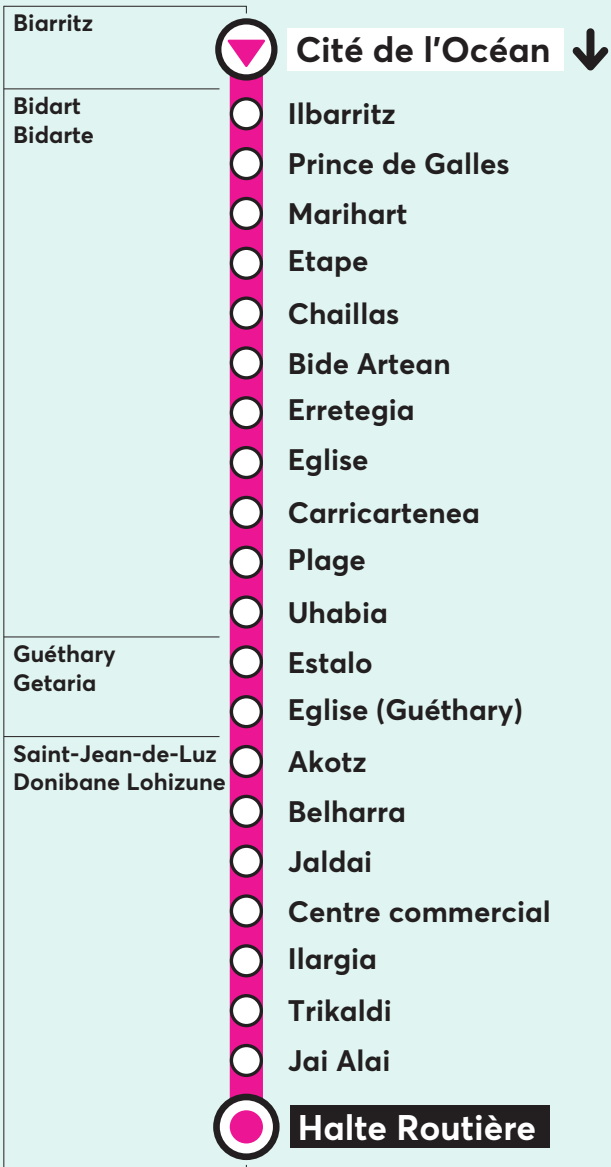 Biarritz
Cité de l'Océan
Bidart
Bidarte
Ilbarritz
Prince de Galles
Marihart
Etape
Chaillas
Bide Artean
Erretegia
Eglise
Carricartenea
Plage
Uhabia
Guéthary
Getaria
Estalo
Eglise (Guéthary)
Saint-Jean-de-Luz
Donibane Lohizune
Akotz
Belharra
Jaldai
Centre commercial
Ilargia
Trikaldi
Jai Alai
Halte Routière